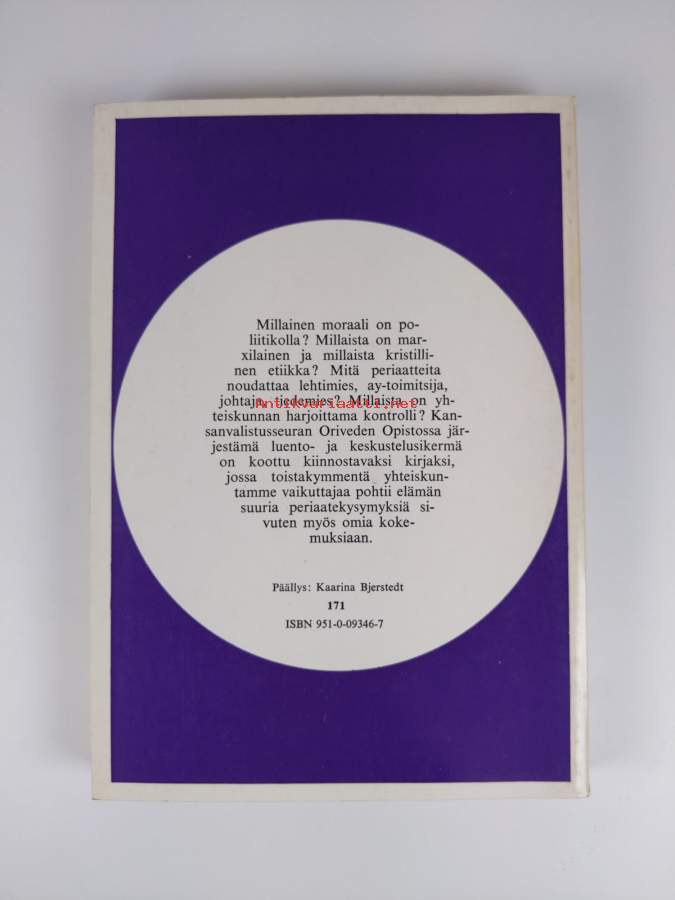 Millainen moraali on po-
liitikolla? Millaista on mar-
xilainen ja millaista kristilli-
nen etiikka? Mitä periaatteita
noudattaa lehtimies, ay-toimitsija,
johtaja, tiedemies? Millaista on yh-
Antikvariaatti.net
teiskunnan harjoittama kontrolli? Kan-
sanvalistusseuran Oriveden Opistossa jär-
jestämä luento- ja keskustelusikermä
on koottu kiinnostavaksi kirjaksi,
jossa toistakymmentä yhteiskun-
tamme vaikuttajaa pohtii elämän
suuria periaatekysymyksiä si-
vuten myös omia koke-
muksiaan.
Päällys: Kaarina Bjerstedt
171
ISBN 951-0-09346-7